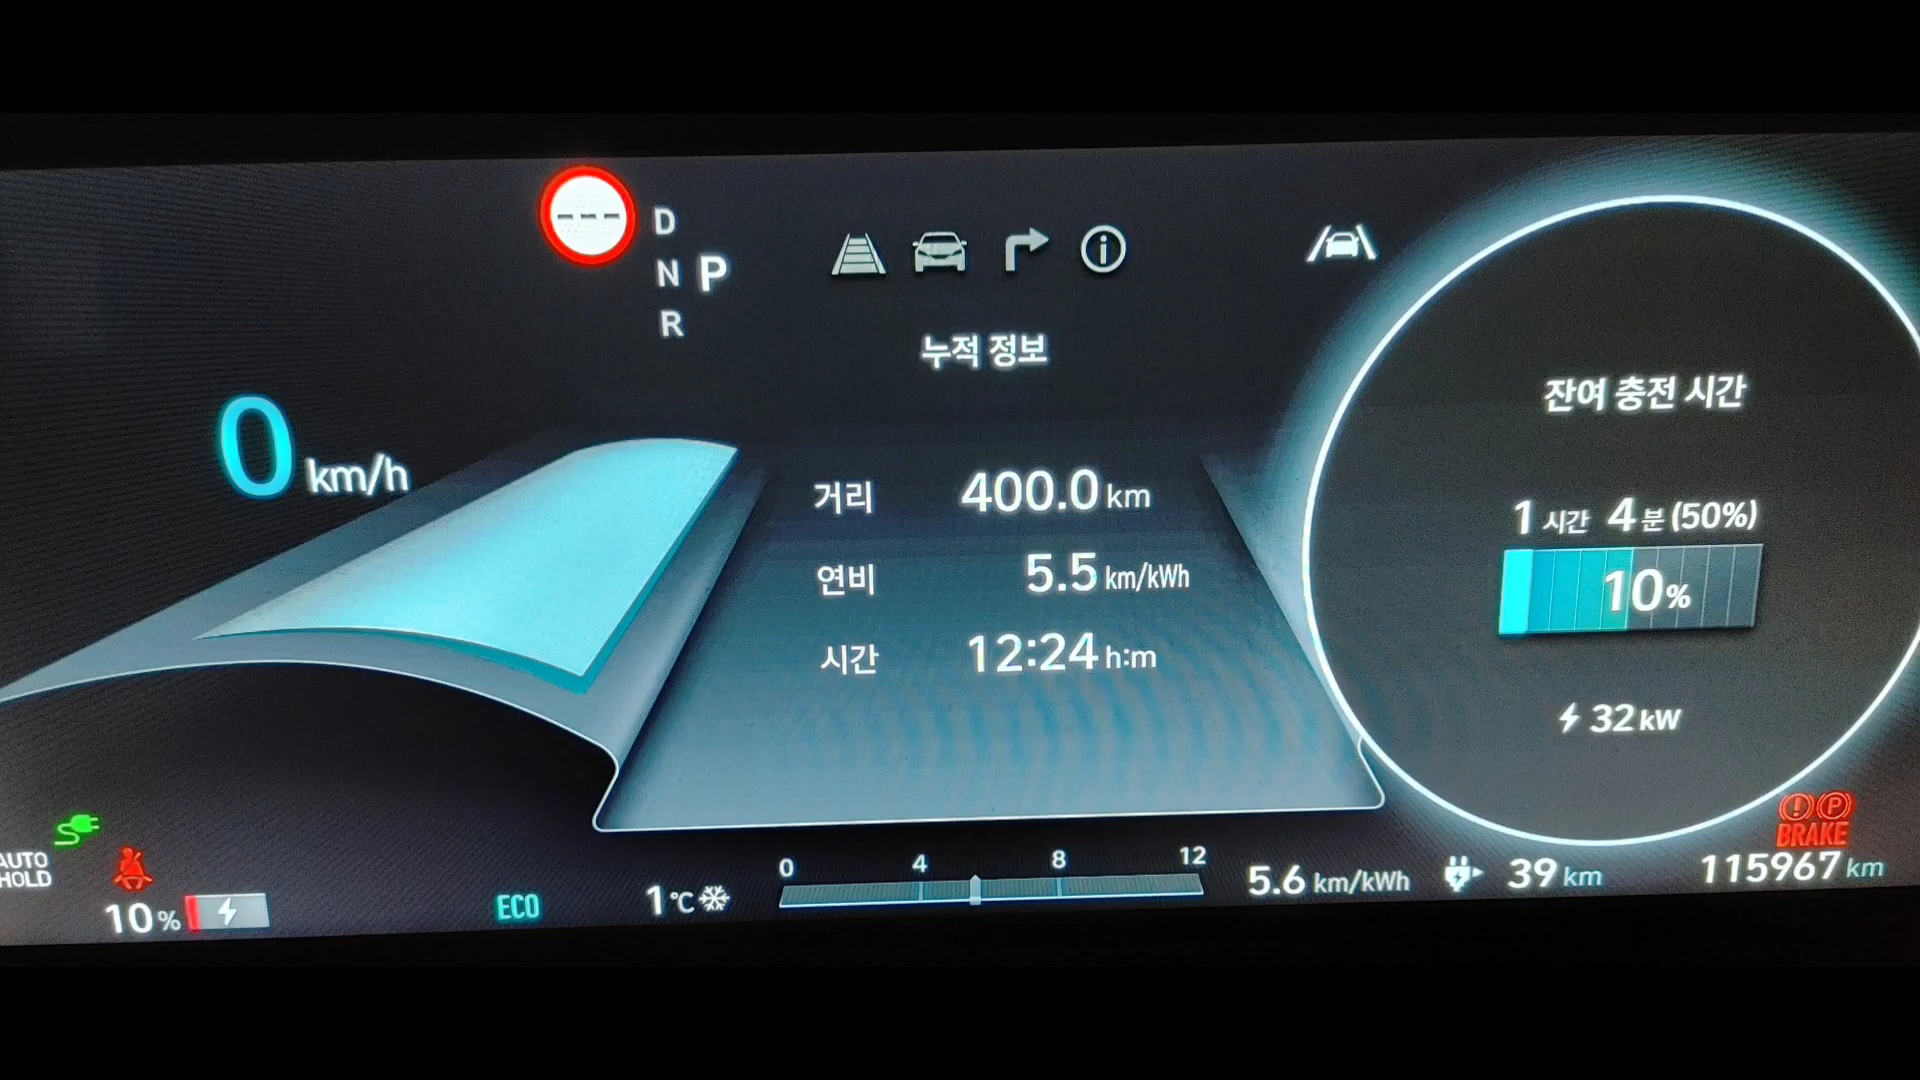 D
N P
R
누적 정보
0 km/h
거리 400.0 km
연비 5.5 km/kWh
시간 12:24 h:m
잔여 충전 시간
1 시간 4 분 (50%)
10%
32 kW
AUTO
HOLD
10%
ECO
1°C
0 4 8 12
5.6 km/kWh
39 km
BRAKE
115967 km